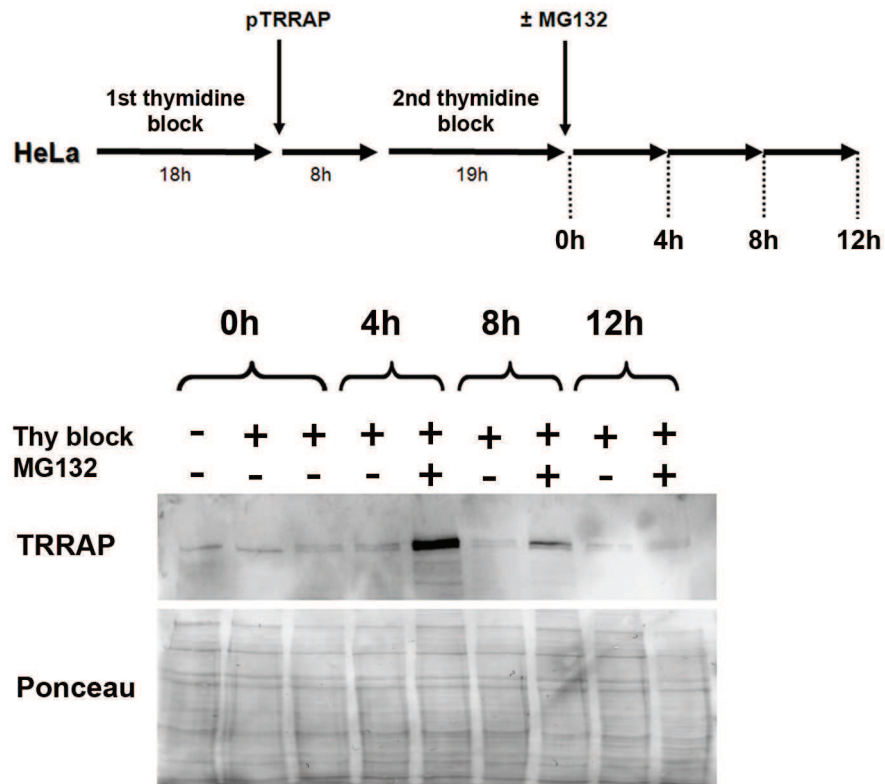 pTRRAP ± MG132
1st thymidine 2nd thymidine
block block
HeLa
18h 8h 19h
0h 4h 8h 12h
0h 4h 8h 12h
Thy block - + + + + + + + +
MG132 - - - - + - + - +
TRRAP
Ponceau